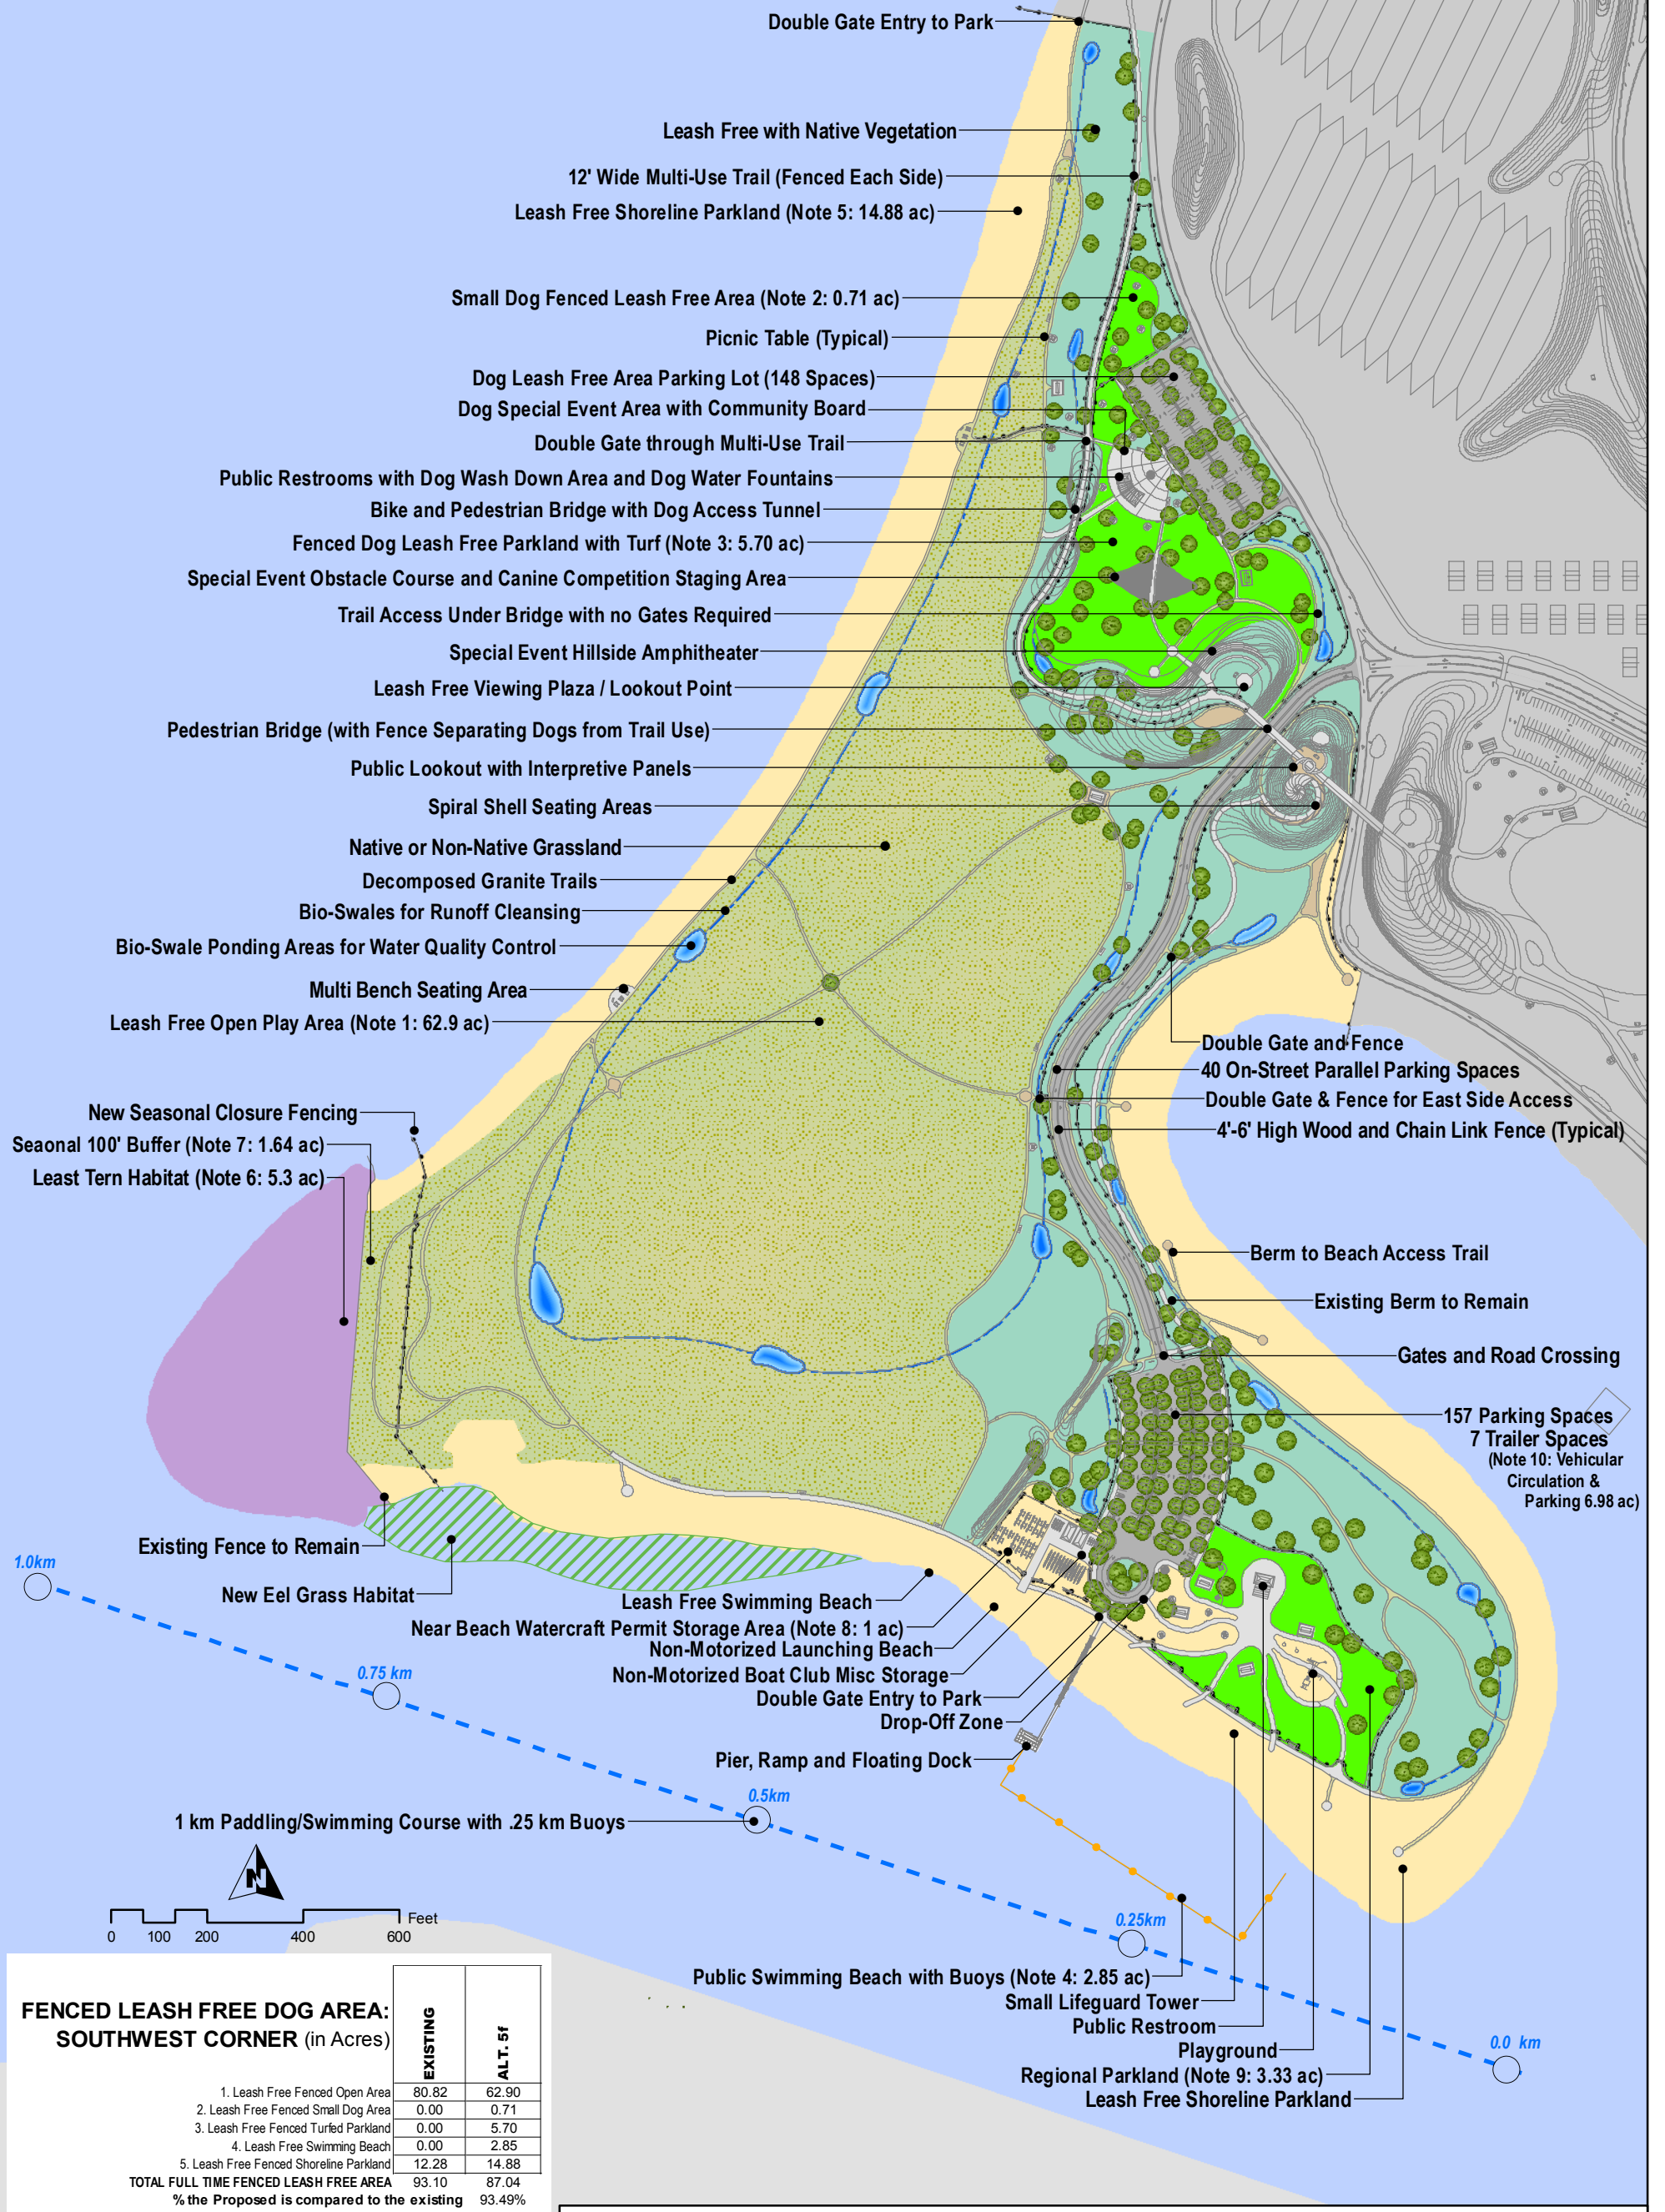 Double Gate Entry to Park
Leash Free with Native Vegetation
12' Wide Multi-Use Trail (Fenced Each Side)
Leash Free Shoreline Parkland (Note 5: 14.88 ac)
Small Dog Fenced Leash Free Area (Note 2: 0.71 ac)
Picnic Table (Typical)
Dog Leash Free Area Parking Lot (148 Spaces)
Dog Special Event Area with Community Board
Double Gate through Multi-Use Trail
Public Restrooms with Dog Wash Down Area and Dog Water Fountains
Bike and Pedestrian Bridge with Dog Access Tunnel
Fenced Dog Leash Free Parkland with Turf (Note 3: 5.70 ac)
Special Event Obstacle Course and Canine Competition Staging Area
Trail Access Under Bridge with no Gates Required
Special Event Hillside Amphitheater
Leash Free Viewing Plaza / Lookout Point
Pedestrian Bridge (with Fence Separating Dogs from Trail Use)
Public Lookout with Interpretive Panels
Spiral Shell Seating Areas
Native or Non-Native Grassland
Decomposed Granite Trails
Bio-Swales for Runoff Cleansing
Bio-Swale Ponding Areas for Water Quality Control
Multi Bench Seating Area
Leash Free Open Play Area (Note 1: 62.9 ac)
Double Gate and Fence
40 On-Street Parallel Parking Spaces
Double Gate & Fence for East Side Access
4'-6' High Wood and Chain Link Fence (Typical)
New Seasonal Closure Fencing
Seaonal 100' Buffer (Note 7: 1.64 ac)
Least Tern Habitat (Note 6: 5.3 ac)
Berm to Beach Access Trail
Existing Berm to Remain
Gates and Road Crossing
157 Parking Spaces
7 Trailer Spaces
(Note 10: Vehicular
Circulation &
Parking 6.98 ac)
Existing Fence to Remain
New Eel Grass Habitat
Leash Free Swimming Beach
Near Beach Watercraft Permit Storage Area (Note 8: 1 ac)
Non-Motorized Launching Beach
Non-Motorized Boat Club Misc Storage
Double Gate Entry to Park
Drop-Off Zone
Pier, Ramp and Floating Dock
1.0km
0.75 km
0.5km
0.25km
0.0 km
1 km Paddling/Swimming Course with .25 km Buoys
N
Feet
0 100 200 400 600
Public Swimming Beach with Buoys (Note 4: 2.85 ac)
Small Lifeguard Tower
Public Restroom
Playground
Regional Parkland (Note 9: 3.33 ac)
Leash Free Shoreline Parkland
FENCED LEASH FREE DOG AREA:
SOUTHWEST CORNER (in Acres)
EXISTING
ALT. 5f
1. Leash Free Fenced Open Area 80.82 62.90
2. Leash Free Fenced Small Dog Area 0.00 0.71
3. Leash Free Fenced Turfed Parkland 0.00 5.70
4. Leash Free Swimming Beach 0.00 2.85
5. Leash Free Fenced Shoreline Parkland 12.28 14.88
TOTAL FULL TIME FENCED LEASH FREE AREA 93.10 87.04
% the Proposed is compared to the existing 93.49%